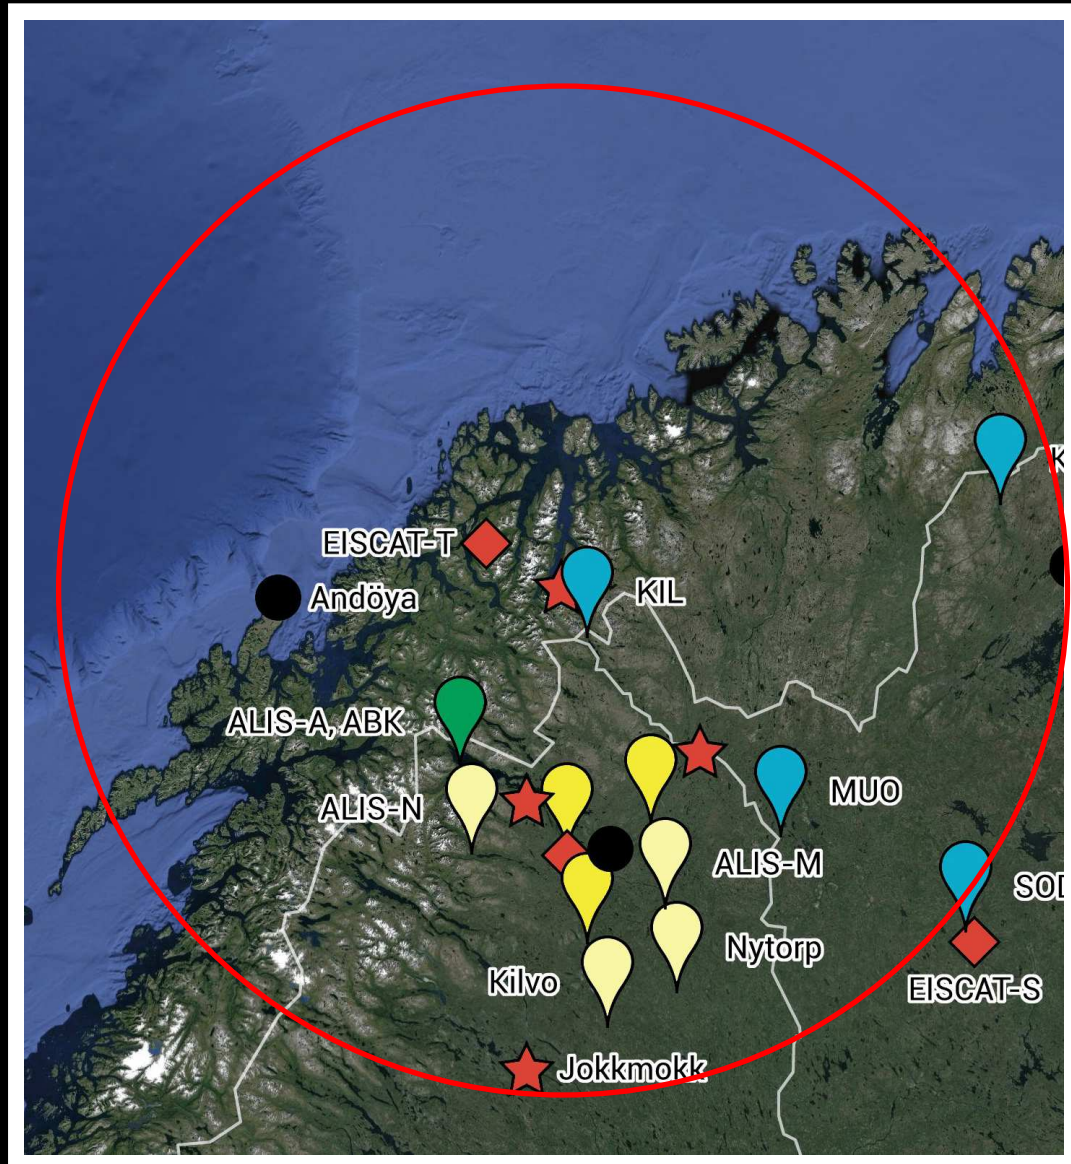 EISCAT-T
Andöya
KIL
ALIS-A, ABK
ALIS-N
MUO
ALIS-M
Nytorp
Kilvo
EISCAT-S
Jokkmokk